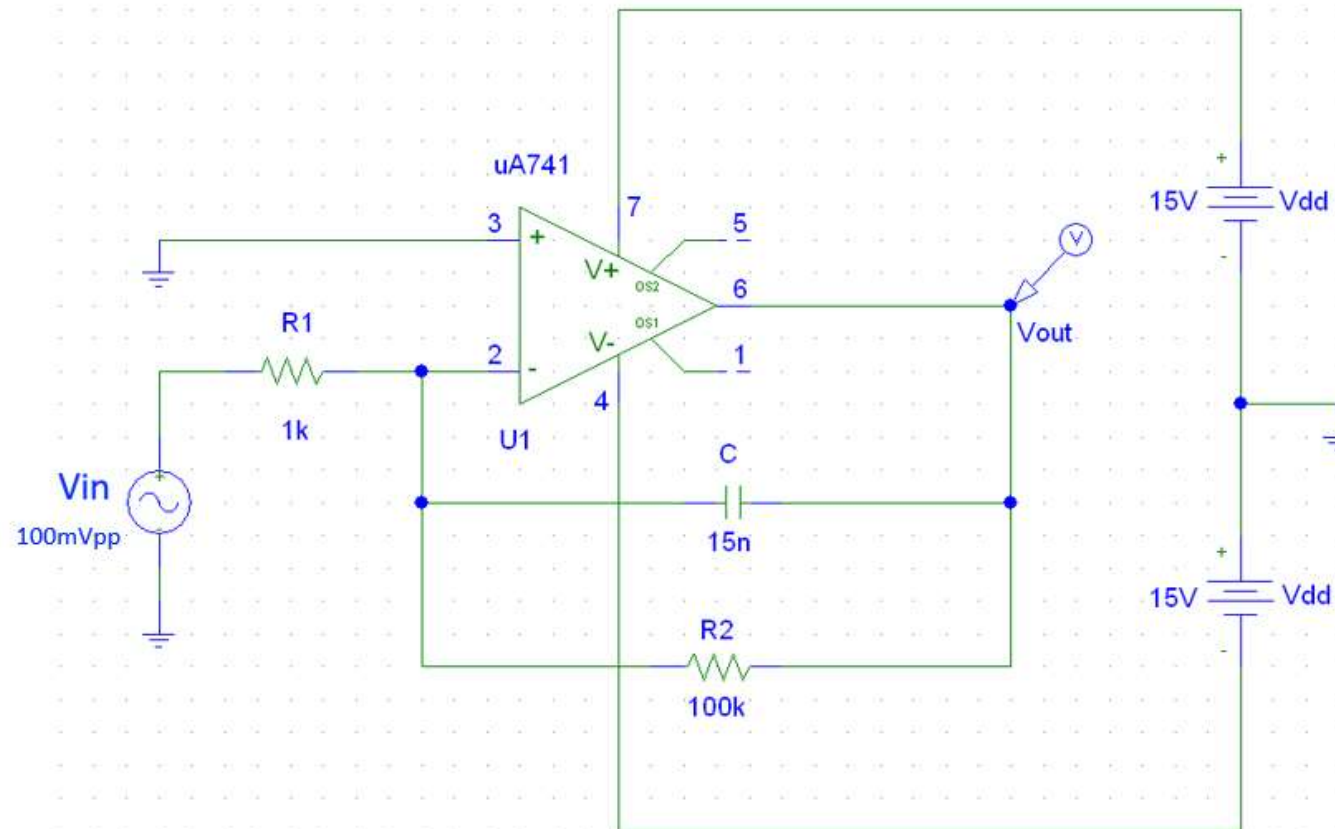 uA741
7
3
+
5
V+
OS2
6
OS1
V-
2
-
1
4
U1
Vout
V
R1
1k
Vin
+
100mVpp
C
15n
R2
100k
+
15V
Vdd
-
+
15V
Vdd
-